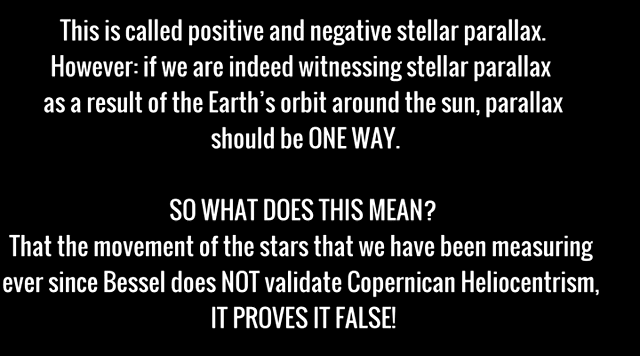 This is called positive and negative stellar parallax.
However: if we are indeed witnessing stellar parallax
as a result of the Earth's orbit around the sun, parallax
should be ONE WAY.
SO WHAT DOES THIS MEAN?
That the movement of the stars that we have been measuring
ever since Bessel does NOT validate Copernican Heliocentrism,
IT PROVES IT FALSE!